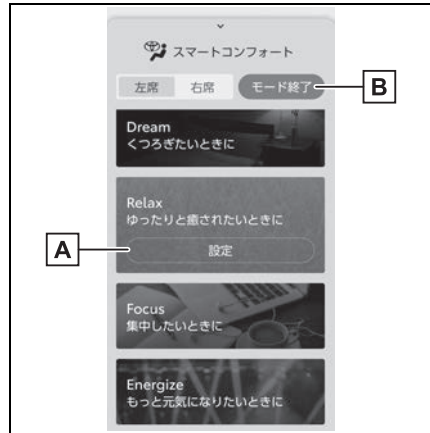 スマートコンフォート
左席 右席 モード終了
B
Dream
くつろぎたいときに
Relax
ゆったりと癒されたいときに
A
設定
Focus
集中したいときに
Energize
もっと元気になりたいときに